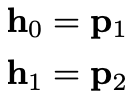 h₀ = p₁
h₁ = p₂